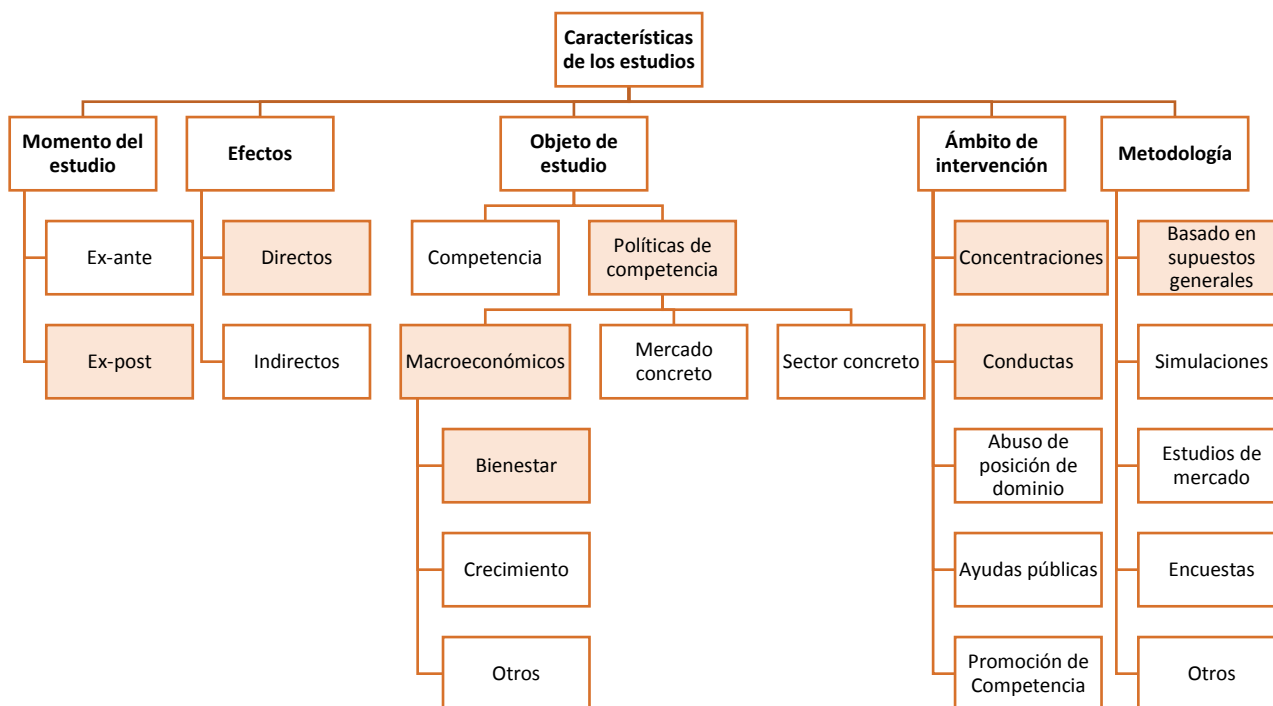 Características
de los estudios
Momento del
estudio
Efectos
Objeto de
estudio
Ámbito de
intervención
Metodología
Ex-ante
Directos
Competencia
Políticas de
competencia
Concentraciones
Basado en
supuestos
generales
Ex-post
Indirectos
Macroeconómicos
Mercado
concreto
Sector concreto
Conductas
Simulaciones
Bienestar
Abuso de
posición de
dominio
Estudios de
mercado
Crecimiento
Ayudas públicas
Encuestas
Otros
Promoción de
Competencia
Otros